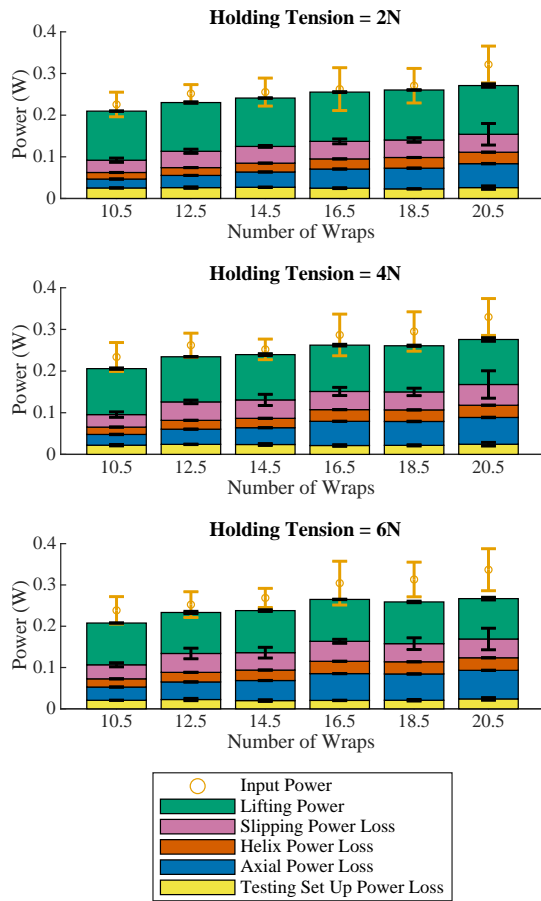 Holding Tension = 2N
0.4
0.3
0.2
0.1
0
Power (W)
10.5 12.5 14.5 16.5 18.5 20.5
Number of Wraps
Holding Tension = 4N
0.4
0.3
0.2
0.1
0
Power (W)
10.5 12.5 14.5 16.5 18.5 20.5
Number of Wraps
Holding Tension = 6N
0.4
0.3
0.2
0.1
0
Power (W)
10.5 12.5 14.5 16.5 18.5 20.5
Number of Wraps
Input Power
Lifting Power
Slipping Power Loss
Helix Power Loss
Axial Power Loss
Testing Set Up Power Loss